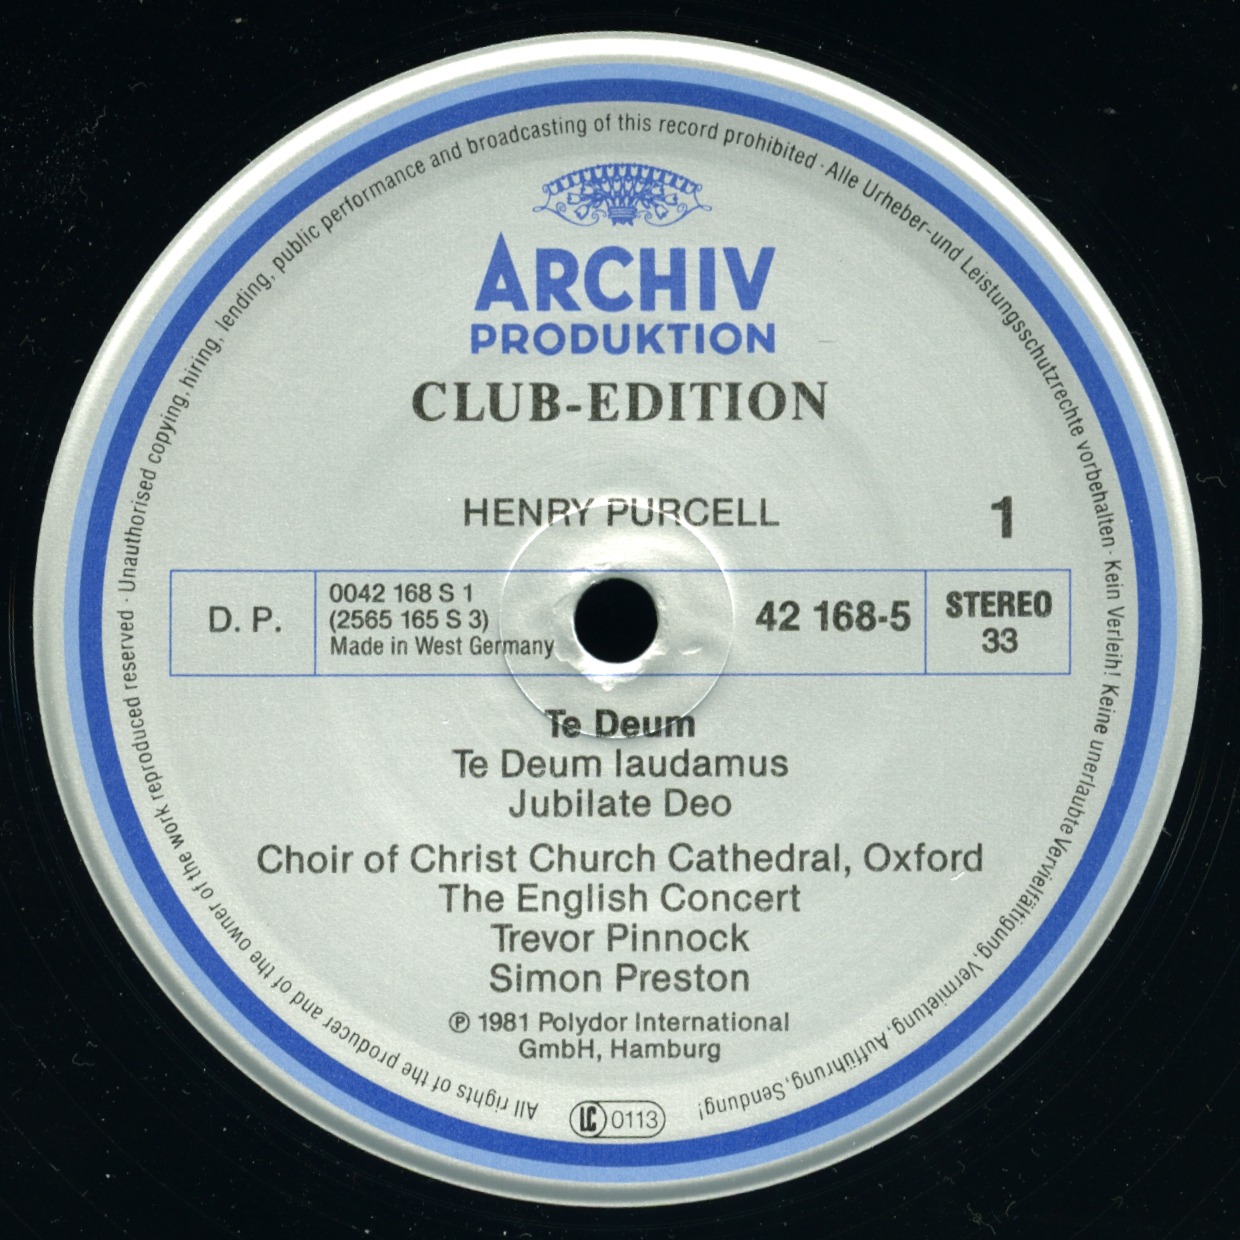 ARCHIV
PRODUKTION
CLUB-EDITION
HENRY PURCELL
1
D. P.
0042 168 S 1
(2565 165 S 3)
Made in West Germany
42 168-5
STEREO
33
Te Deum
Te Deum laudamus
Jubilate Deo
Choir of Christ Church Cathedral, Oxford
The English Concert
Trevor Pinnock
Simon Preston
℗ 1981 Polydor International
GmbH, Hamburg
LC 0113
All rights of the producer and of the owner of the work reproduced reserved · Unauthorised copying, hiring, lending, public performance and broadcasting of this record prohibited · Alle Urheber- und Leistungsschutzrechte vorbehalten · Kein Verleih! Keine unerlaubte Vervielfältigung, Vermietung, Aufführung, Sendung!